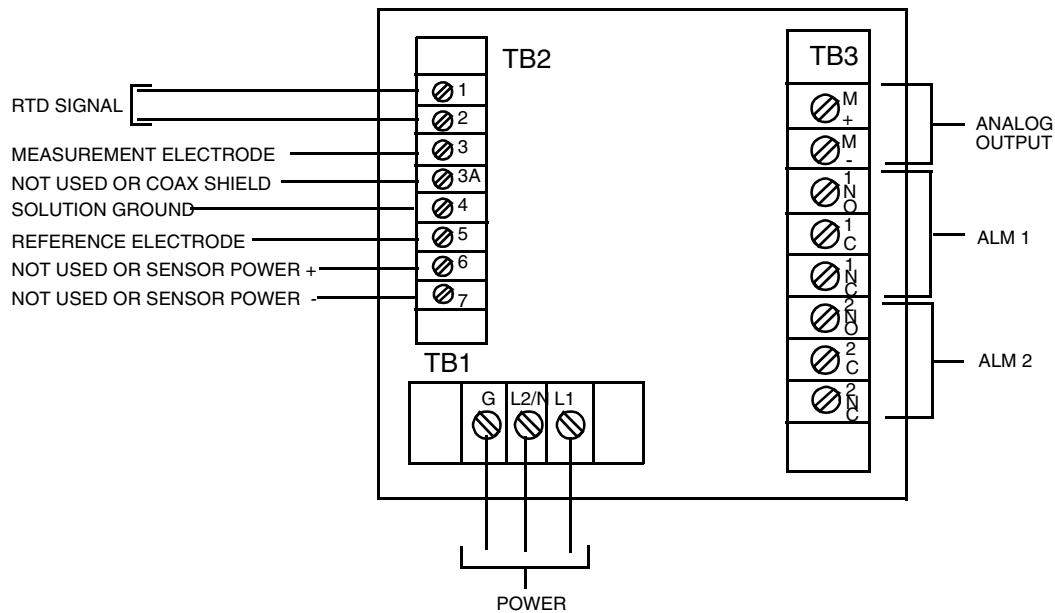 TB2
TB3
1
RTD SIGNAL
2
MEASUREMENT ELECTRODE
3
NOT USED OR COAX SHIELD
3A
SOLUTION GROUND
4
REFERENCE ELECTRODE
5
NOT USED OR SENSOR POWER +
6
NOT USED OR SENSOR POWER -
7
M
+
M
-
ANALOG
OUTPUT
1
N
O
1
C
1
N
C
ALM 1
2
N
O
2
C
2
N
C
ALM 2
TB1
G L2/N L1
POWER